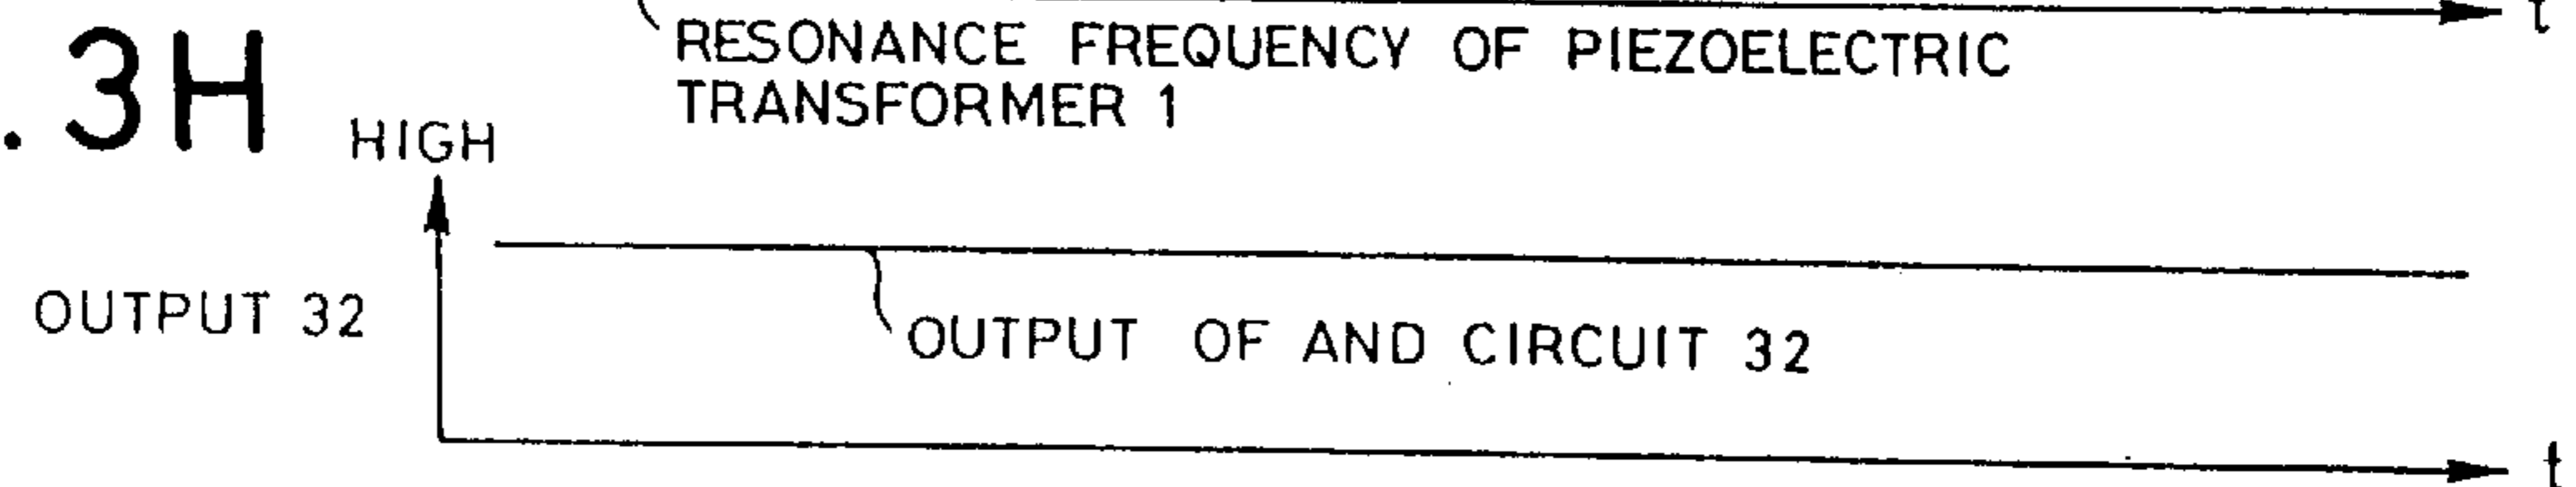 t
RESONANCE FREQUENCY OF PIEZOELECTRIC
TRANSFORMER 1
.3H
HIGH
OUTPUT 32
OUTPUT OF AND CIRCUIT 32
t